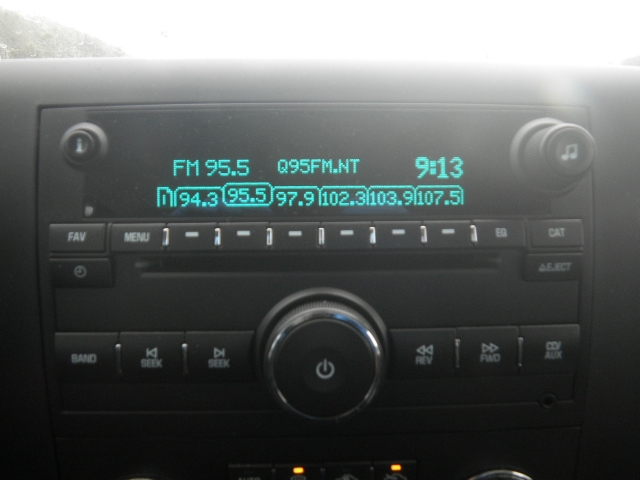 i
FM 95.5 Q95FM.NT 9:13
1 94.3 95.5 97.9 102.3 103.9 107.5
FAV MENU EQ CAT
EJECT
BAND SEEK SEEK REV FWD CD/AUX